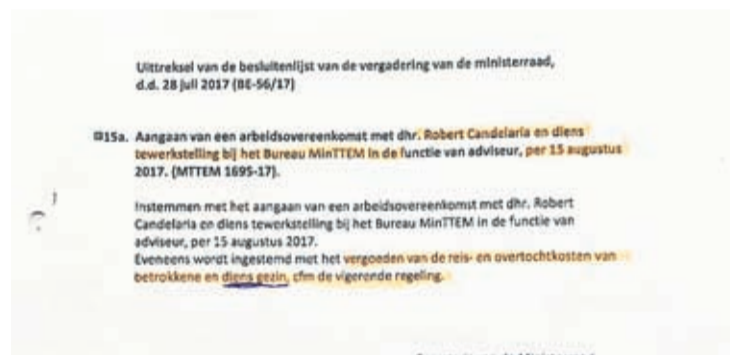 Uittreksel van de besluitenlijst van de vergadering van de ministerraad,
d.d. 28 juli 2017 (BE-56/17)
15a. Aangaan van een arbeidsovereenkomst met dhr. Robert Candelaria en diens
tewerkstelling bij het Bureau MinTTEM in de functie van adviseur, per 15 augustus
2017. (MTTEM 1695-17).
Instemmen met het aangaan van een arbeidsovereenkomst met dhr. Robert
Candelaria en diens tewerkstelling bij het Bureau MinTTEM in de functie van
adviseur, per 15 augustus 2017.
Eveneens wordt ingestemd met het vergoeden van de reis- en overtochtkosten van
betrokkene en diens gezin, cfm de vigerende regeling.